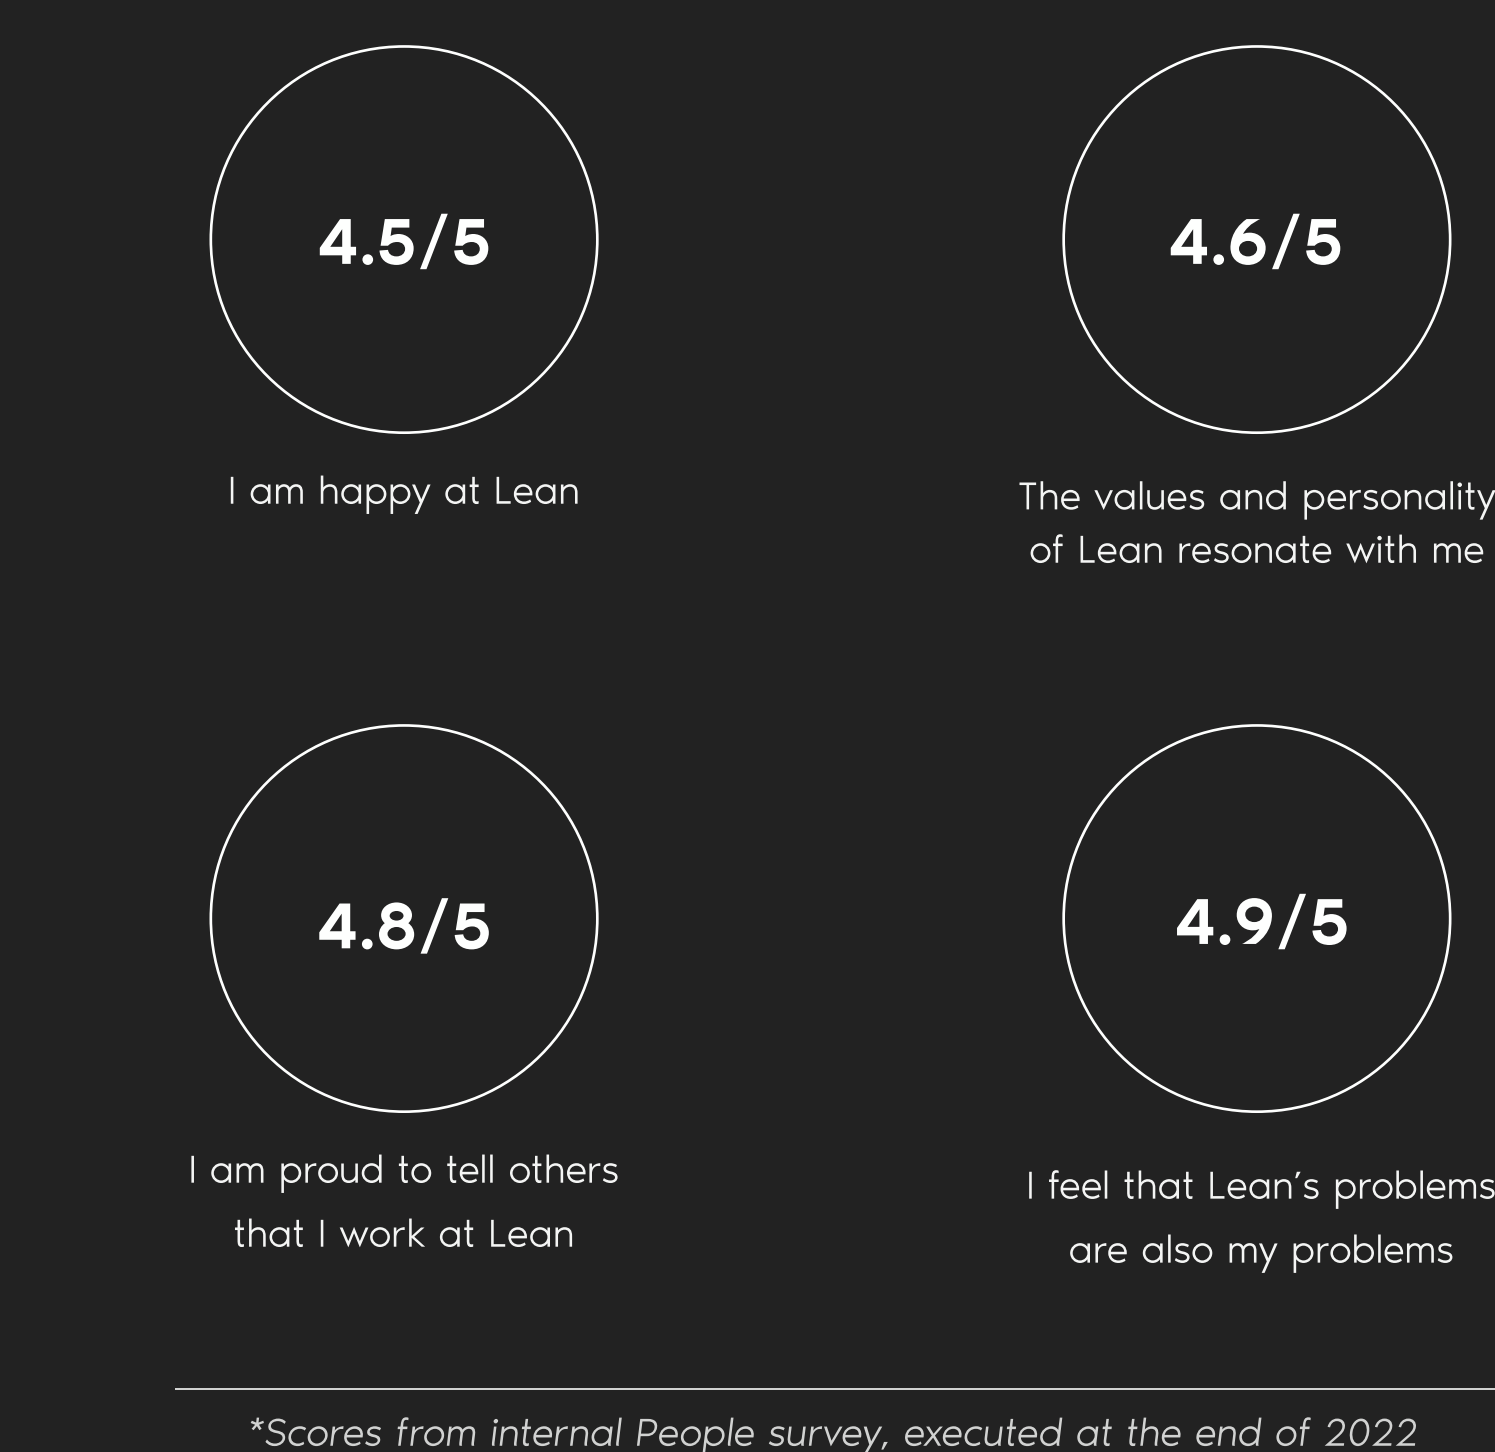 4.5/5
I am happy at Lean
4.6/5
The values and personality
of Lean resonate with me
4.8/5
I am proud to tell others
that I work at Lean
4.9/5
I feel that Lean’s problems
are also my problems
*Scores from internal People survey, executed at the end of 2022